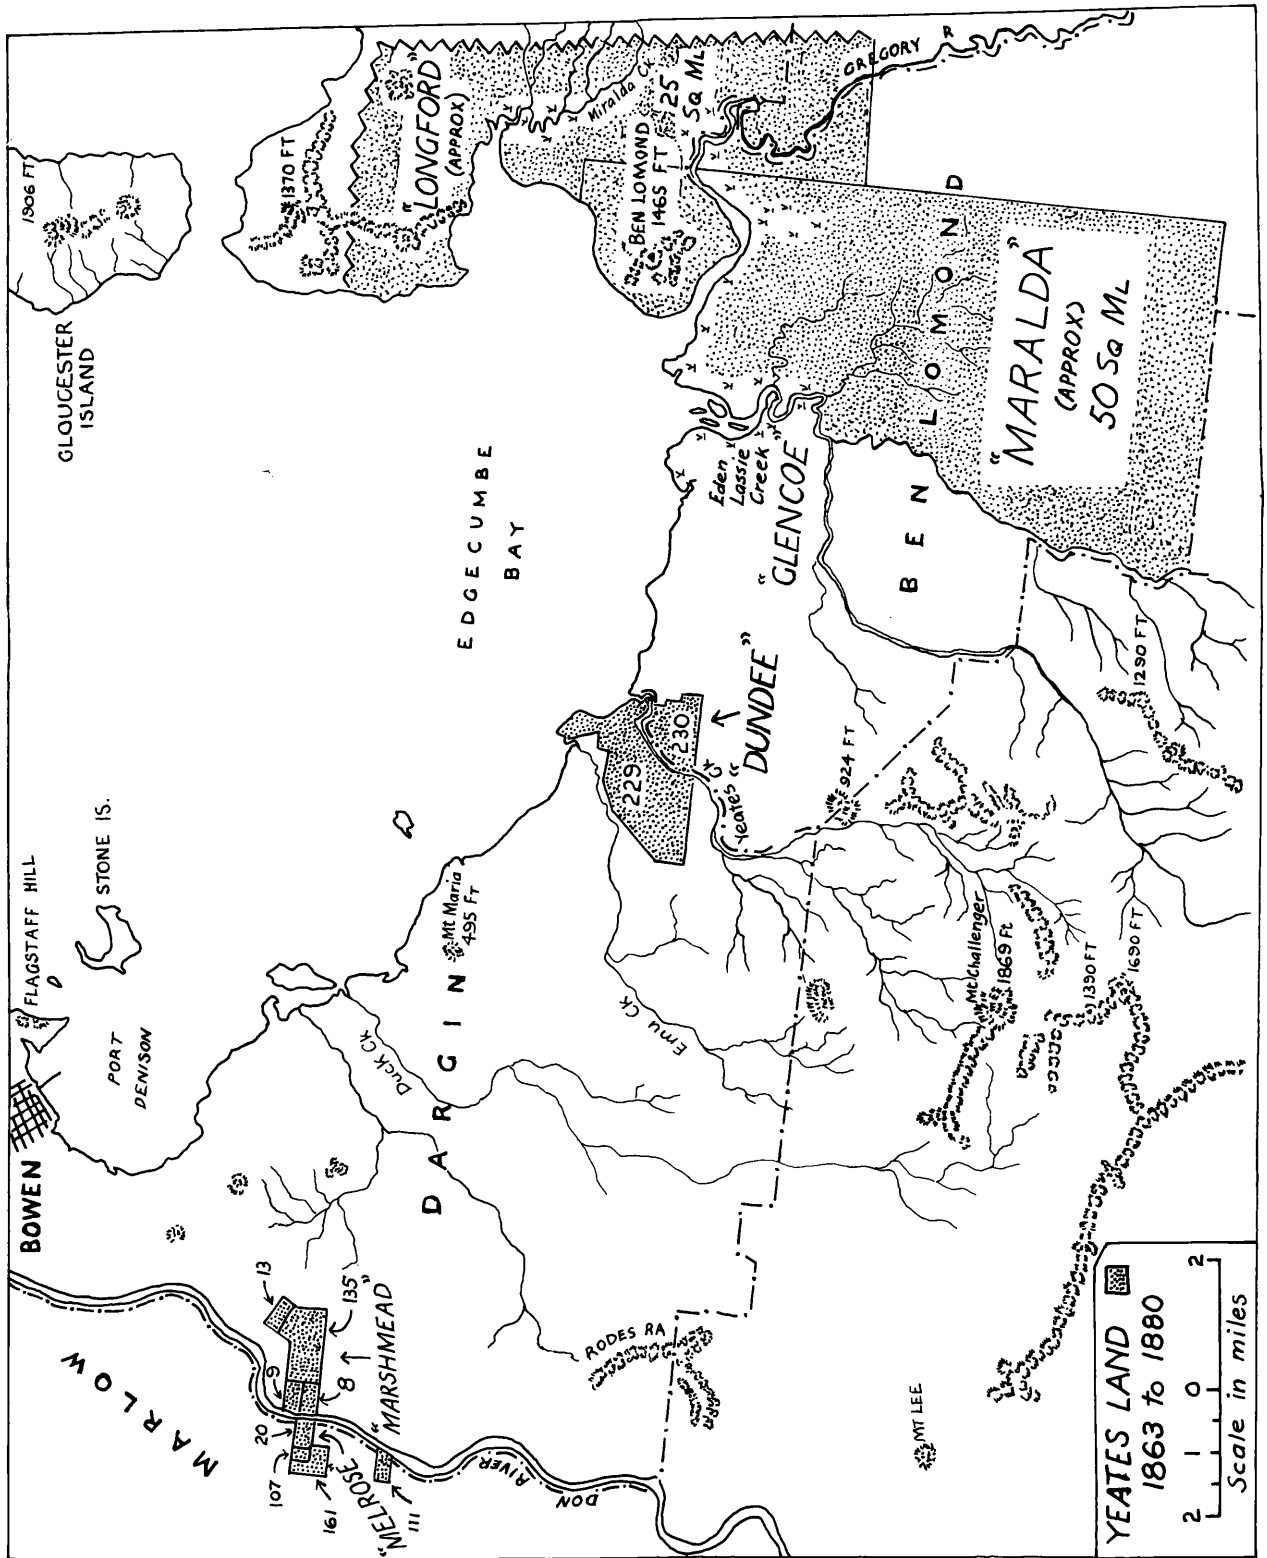 1906 FT
GLOUCESTER
ISLAND
1370 FT
"LONGFORD"
(APPROX)
Miralda Ck
BEN LOMOND
1465 FT
25
SQ ML
GREGORY R
FLAGSTAFF HILL
STONE IS.
BOWEN
PORT
DENISON
EDGECUMBE
BAY
Mt Maria
495 FT
Duck Ck
DARGIN
Emu Ck
229
230
Yeates Ck
"DUNDEE"
924 FT
Eden
Lassie
Creek
"GLENCOE"
BEN LOMOND
"MARALDA"
(APPROX)
50 SQ ML
1290 FT
Mt Challenger
1869 Ft
1390 FT
1690 FT
MARLOW
13
9
135
8
20
107
161
111
"MARSHMEAD"
"MELROSE"
DON RIVER
RODES RA
MT LEE
YEATES LAND
1863 to 1880
2 1 0 2
Scale in miles